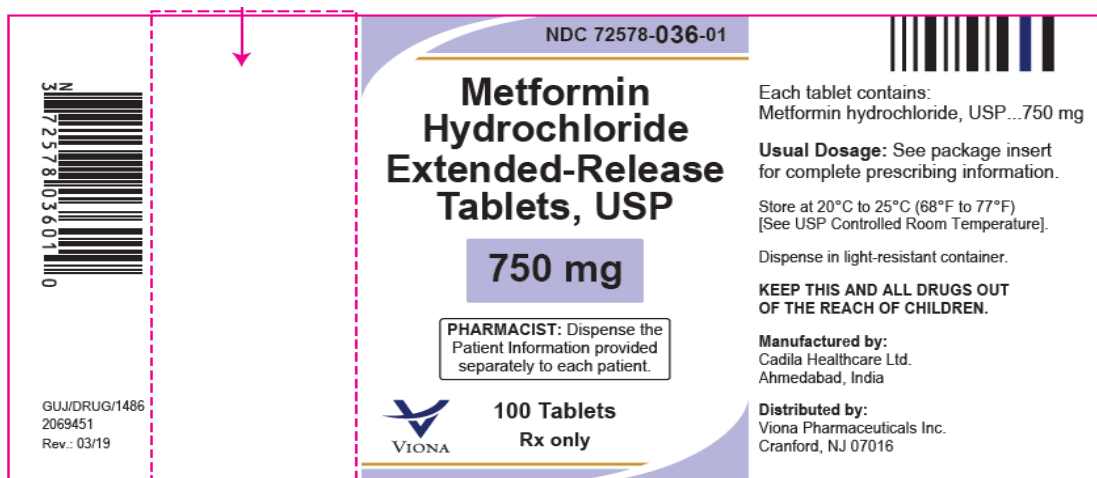 N
3 72578 03601 0
GUJ/DRUG/1486
2069451
Rev.: 03/19
NDC 72578-036-01
Metformin
Hydrochloride
Extended-Release
Tablets, USP
750 mg
PHARMACIST: Dispense the
Patient Information provided
separately to each patient.
VIONA
100 Tablets
Rx only
Each tablet contains:
Metformin hydrochloride, USP...750 mg
Usual Dosage: See package insert
for complete prescribing information.
Store at 20°C to 25°C (68°F to 77°F)
[See USP Controlled Room Temperature].
Dispense in light-resistant container.
KEEP THIS AND ALL DRUGS OUT
OF THE REACH OF CHILDREN.
Manufactured by:
Cadila Healthcare Ltd.
Ahmedabad, India
Distributed by:
Viona Pharmaceuticals Inc.
Cranford, NJ 07016